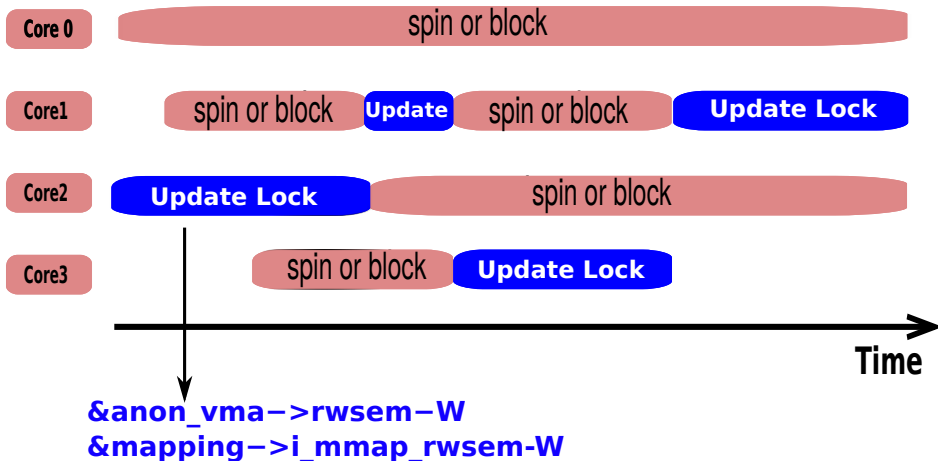 Core 0 spin or block
Core1 spin or block Update spin or block Update Lock
Core2 Update Lock spin or block
Core3 spin or block Update Lock
Time
&anon_vma−>rwsem−W
&mapping−>i_mmap_rwsem-W